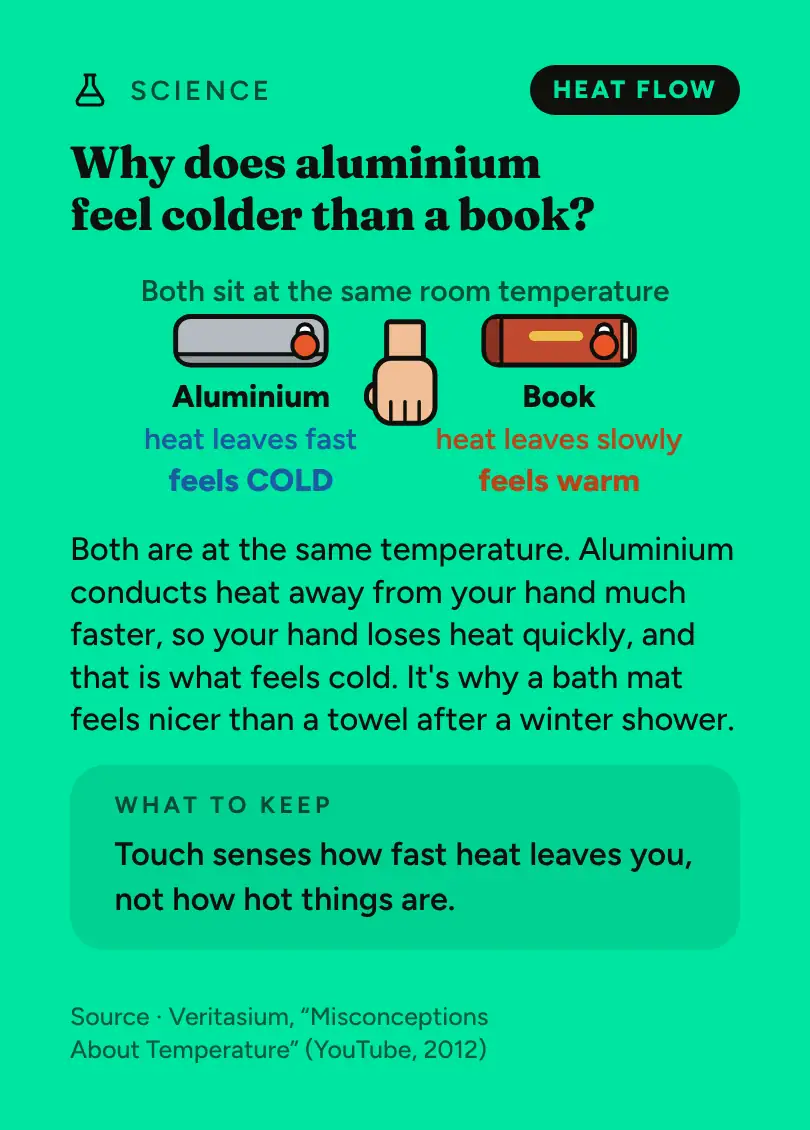 SCIENCE
HEAT FLOW
Why does aluminium
feel colder than a book?
Both sit at the same room temperature
Aluminium
heat leaves fast
feels COLD
Book
heat leaves slowly
feels warm
Both are at the same temperature. Aluminium
conducts heat away from your hand much
faster, so your hand loses heat quickly, and
that is what feels cold. It's why a bath mat
feels nicer than a towel after a winter shower.
WHAT TO KEEP
Touch senses how fast heat leaves you,
not how hot things are.
Source · Veritasium, “Misconceptions
About Temperature” (YouTube, 2012)